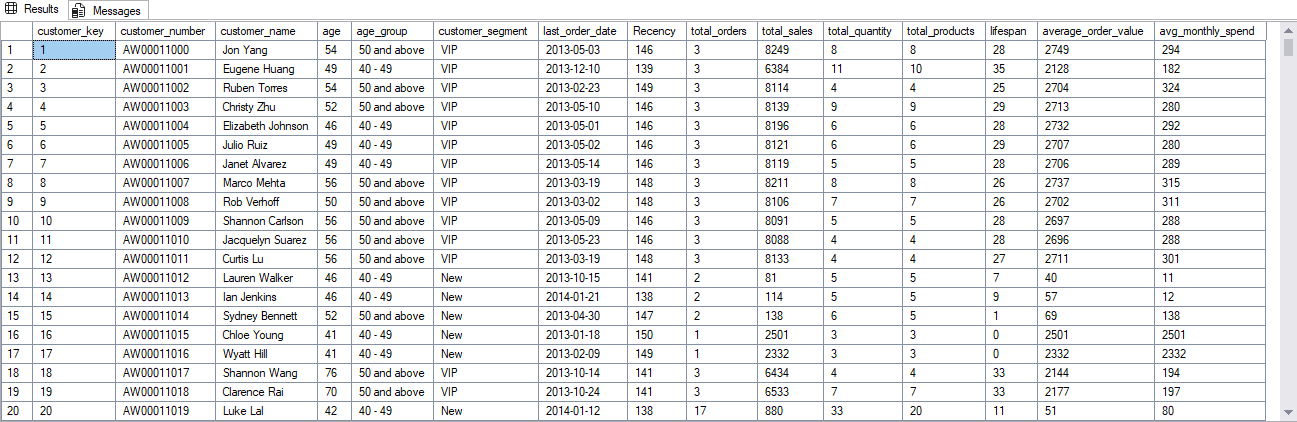 Results Messages
customer_key customer_number customer_name age age_group customer_segment last_order_date Recency total_orders total_sales total_quantity total_products lifespan average_order_value avg_monthly_spend
1 1 AW00011000 Jon Yang 54 50 and above VIP 2013-05-03 146 3 8249 8 8 28 2749 294
2 2 AW00011001 Eugene Huang 49 40 - 49 VIP 2013-12-10 139 3 6384 11 10 35 2128 182
3 3 AW00011002 Ruben Torres 54 50 and above VIP 2013-02-23 149 3 8114 4 4 25 2704 324
4 4 AW00011003 Christy Zhu 52 50 and above VIP 2013-05-10 146 3 8139 9 9 29 2713 280
5 5 AW00011004 Elizabeth Johnson 46 40 - 49 VIP 2013-05-01 146 3 8196 6 6 28 2732 292
6 6 AW00011005 Julio Ruiz 49 40 - 49 VIP 2013-05-02 146 3 8121 6 6 29 2707 280
7 7 AW00011006 Janet Alvarez 49 40 - 49 VIP 2013-05-14 146 3 8119 5 5 28 2706 289
8 8 AW00011007 Marco Mehta 56 50 and above VIP 2013-03-19 148 3 8211 8 8 26 2737 315
9 9 AW00011008 Rob Verhoff 50 50 and above VIP 2013-03-02 148 3 8106 7 7 26 2702 311
10 10 AW00011009 Shannon Carlson 56 50 and above VIP 2013-05-09 146 3 8091 5 5 28 2697 288
11 11 AW00011010 Jacquelyn Suarez 56 50 and above VIP 2013-05-23 146 3 8088 4 4 28 2696 288
12 12 AW00011011 Curtis Lu 56 50 and above VIP 2013-03-19 148 3 8133 4 4 27 2711 301
13 13 AW00011012 Lauren Walker 46 40 - 49 New 2013-10-15 141 2 81 5 5 7 40 11
14 14 AW00011013 Ian Jenkins 46 40 - 49 New 2014-01-21 138 2 114 5 5 9 57 12
15 15 AW00011014 Sydney Bennett 52 50 and above New 2013-04-30 147 2 138 6 5 1 69 138
16 16 AW00011015 Chloe Young 41 40 - 49 New 2013-01-18 150 1 2501 3 3 0 2501 2501
17 17 AW00011016 Wyatt Hill 41 40 - 49 New 2013-02-09 149 1 2332 3 3 0 2332 2332
18 18 AW00011017 Shannon Wang 76 50 and above VIP 2013-10-14 141 3 6434 4 4 33 2144 194
19 19 AW00011018 Clarence Rai 70 50 and above VIP 2013-10-24 141 3 6533 7 7 33 2177 197
20 20 AW00011019 Luke Lal 42 40 - 49 New 2014-01-12 138 17 880 33 20 11 51 80